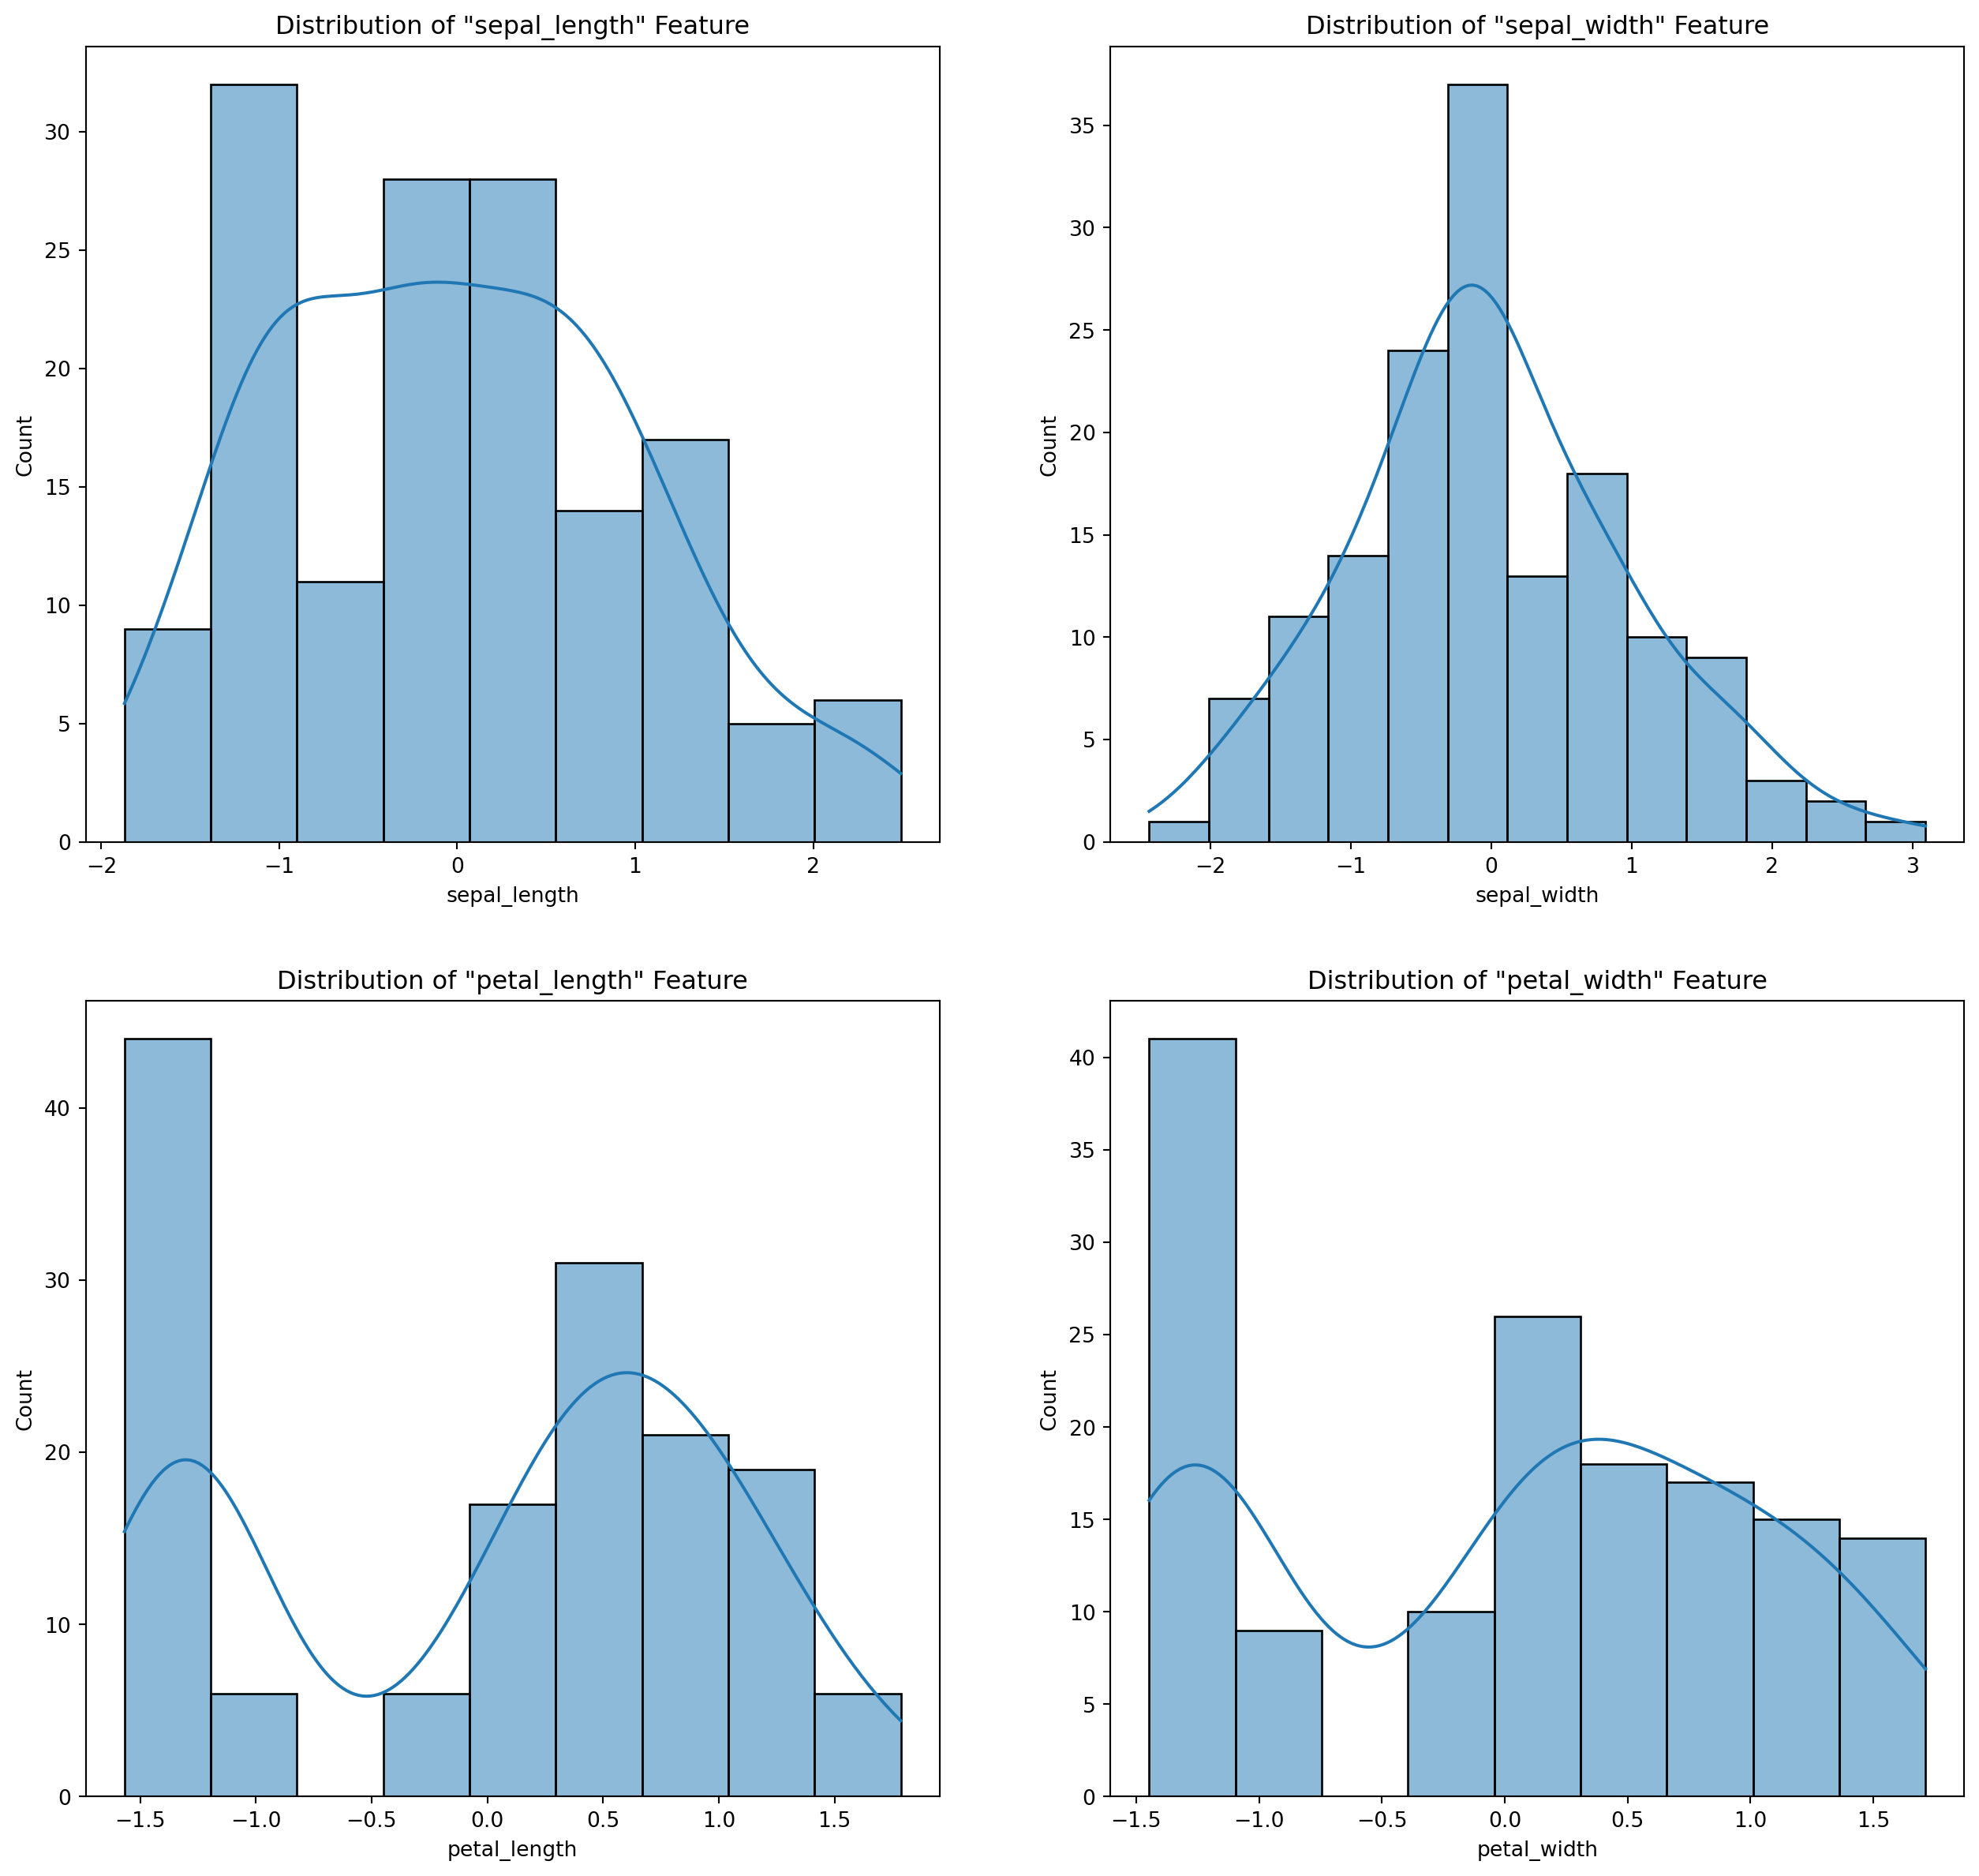 Distribution of "sepal_length" Feature
Count
30
25
20
15
10
5
0
−2 −1 0 1 2
sepal_length
Distribution of "sepal_width" Feature
Count
35
30
25
20
15
10
5
0
−2 −1 0 1 2 3
sepal_width
Distribution of "petal_length" Feature
Count
40
30
20
10
0
−1.5 −1.0 −0.5 0.0 0.5 1.0 1.5
petal_length
Distribution of "petal_width" Feature
Count
40
35
30
25
20
15
10
5
0
−1.5 −1.0 −0.5 0.0 0.5 1.0 1.5
petal_width